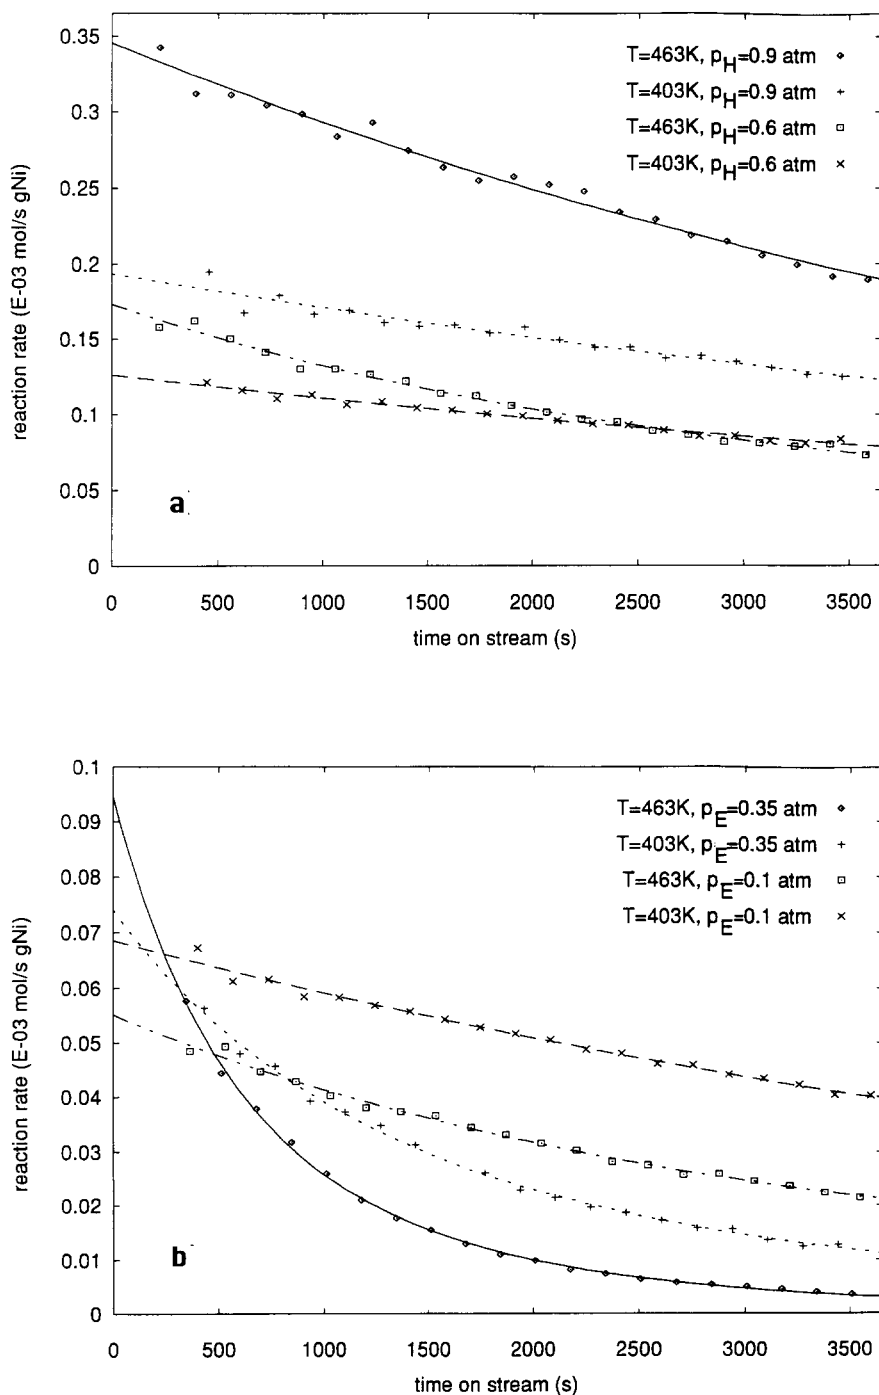 0.35
0.3
0.25
0.2
0.15
0.1
0.05
0
reaction rate (E-03 mol/s gNi)
T=463K, pH=0.9 atm
T=403K, pH=0.9 atm
T=463K, pH=0.6 atm
T=403K, pH=0.6 atm
a
0 500 1000 1500 2000 2500 3000 3500
time on stream (s)
0.1
0.09
0.08
0.07
0.06
0.05
0.04
0.03
0.02
0.01
0
reaction rate (E-03 mol/s gNi)
T=463K, pE=0.35 atm
T=403K, pE=0.35 atm
T=463K, pE=0.1 atm
T=403K, pE=0.1 atm
b
0 500 1000 1500 2000 2500 3000 3500
time on stream (s)